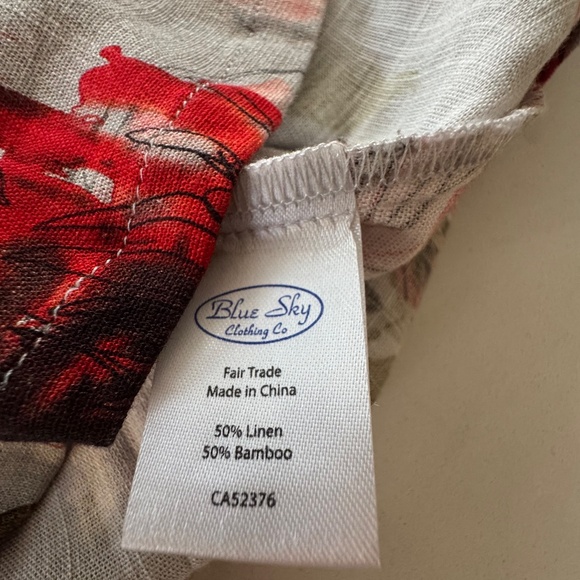 Blue Sky
Clothing Co
Fair Trade
Made in China
50% Linen
50% Bamboo
CA52376